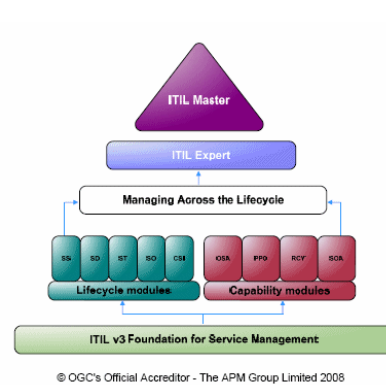 ITIL Master
ITIL Expert
Managing Across the Lifecycle
SS SD ST SO CSI OSA PPO RCV SOA
Lifecycle modules Capability modules
ITIL v3 Foundation for Service Management
© OGC's Official Accreditor - The APM Group Limited 2008